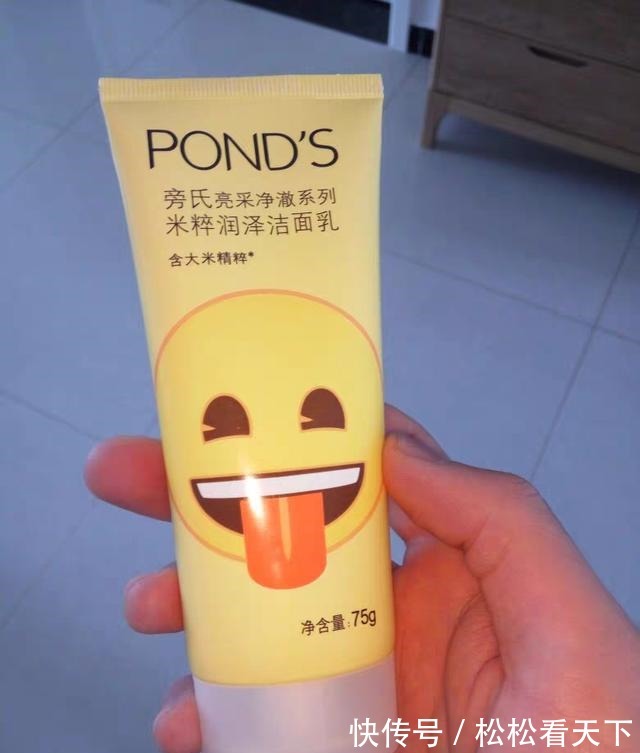 POND'S
旁氏亮采净澈系列
米粹润泽洁面乳
含大米精粹*
净含量:75g
快传号 / 松松看天下